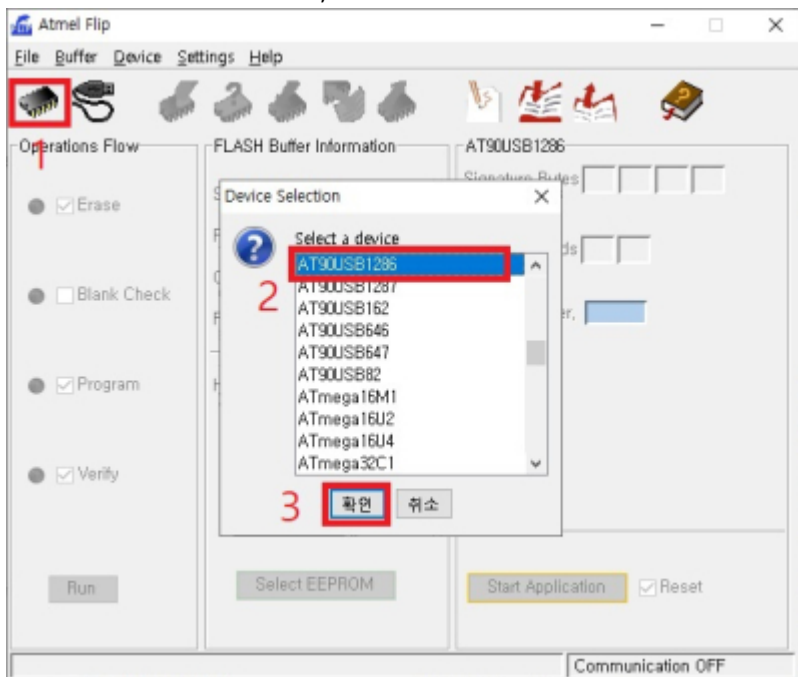 Atmel Flip
File Buffer Device Settings Help
1
Operations Flow
FLASH Buffer Information
AT90USB1286
Signature Bytes
Device Selection
Erase
Select a device
AT90USB1286
2
AT90USB1287
Blank Check
AT90USB162
AT90USB646
AT90USB647
AT90USB82
Program
ATmega16M1
ATmega16U2
ATmega16U4
ATmega32C1
Verify
3
확인
취소
Run
Select EEPROM
Start Application
Reset
Communication OFF